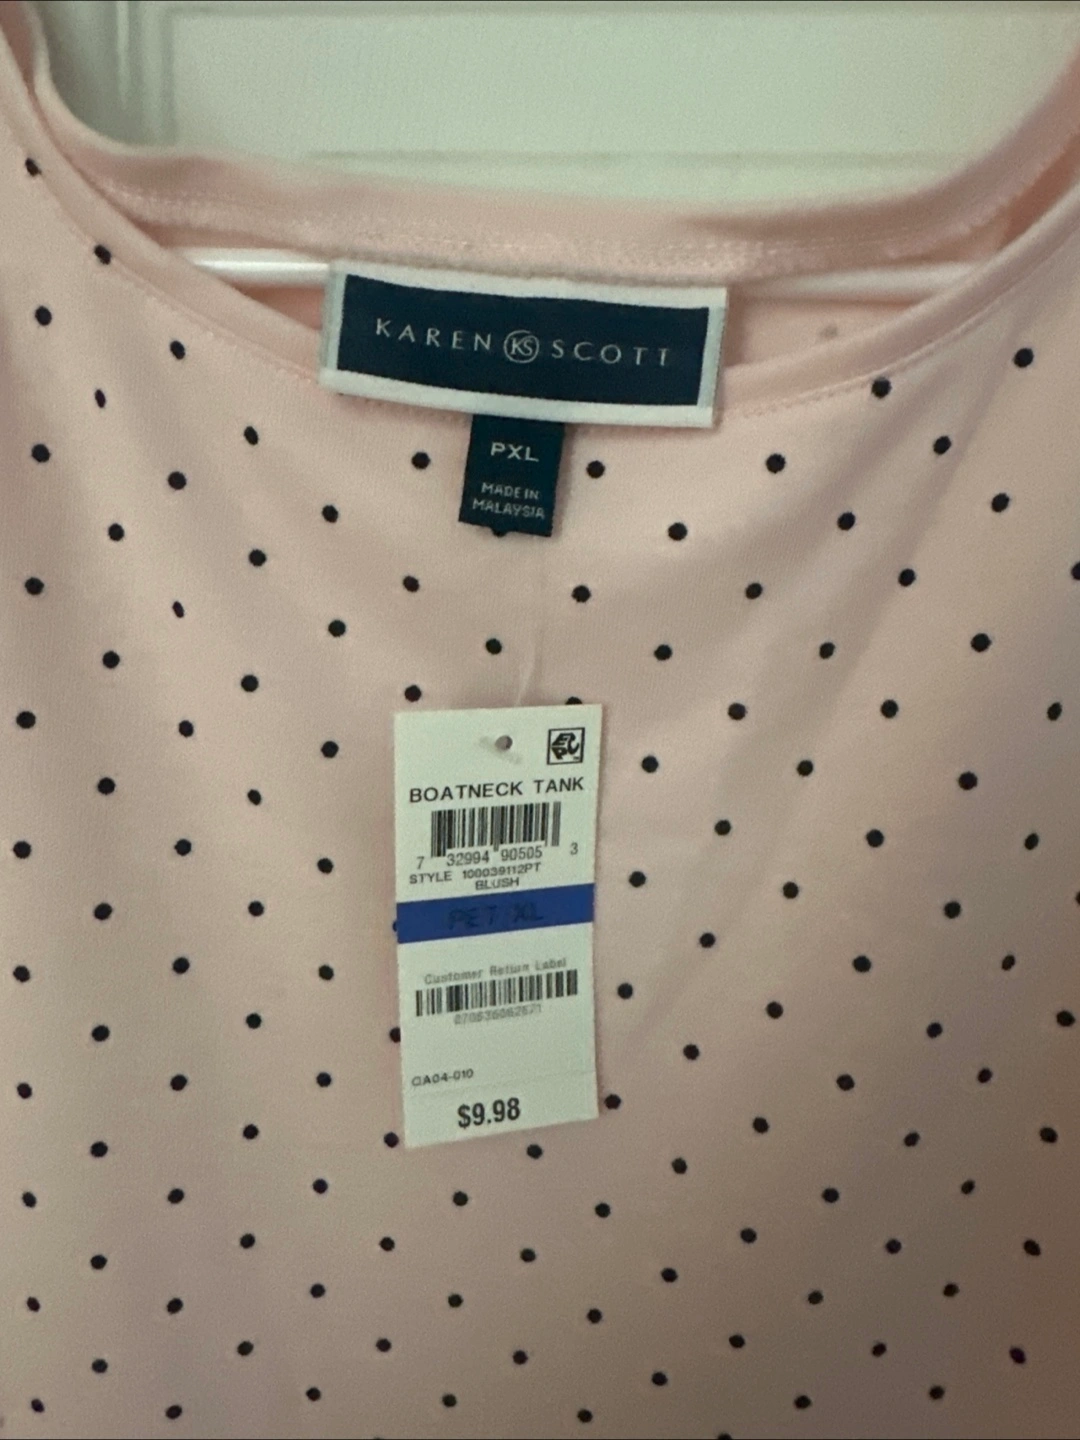 KAREN KS SCOTT
PXL
MADE IN
MALAYSIA
BOATNECK TANK
7 32994 90505 3
STYLE 100039112PT
BLUSH
PET XL
Customer Return Label
GA04-010
$9.98